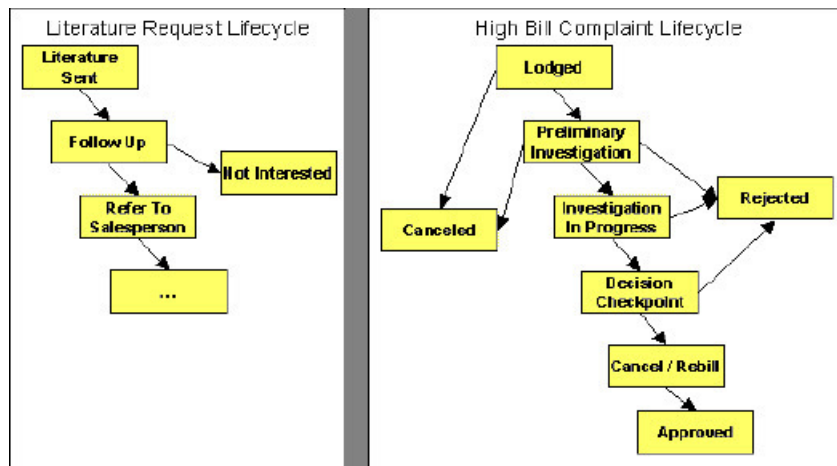 Literature Request Lifecycle
Literature
Sent
Follow Up
Not Interested
Refer To
Salesperson
...
High Bill Complaint Lifecycle
Lodged
Preliminary
Investigation
Canceled
Investigation
In Progress
Rejected
Decision
Checkpoint
Cancel / Rebill
Approved